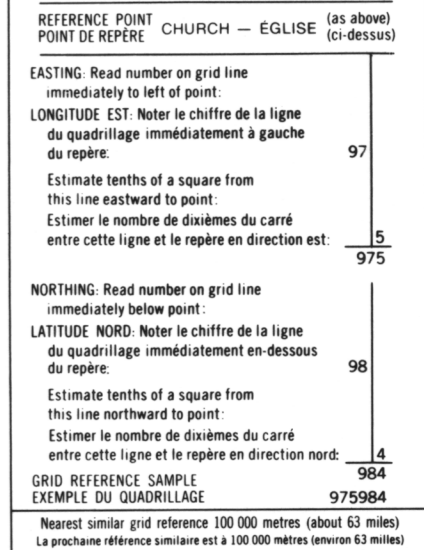 REFERENCE POINT
POINT DE REPÈRE
CHURCH — ÉGLISE
(as above)
(ci-dessus)
EASTING: Read number on grid line
immediately to left of point:
LONGITUDE EST: Noter le chiffre de la ligne
du quadrillage immédiatement à gauche
du repère: 97
Estimate tenths of a square from
this line eastward to point:
Estimer le nombre de dixièmes du carré
entre cette ligne et le repère en direction est: 5
975
NORTHING: Read number on grid line
immediately below point:
LATITUDE NORD: Noter le chiffre de la ligne
du quadrillage immédiatement en-dessous
du repère: 98
Estimate tenths of a square from
this line northward to point:
Estimer le nombre de dixièmes du carré
entre cette ligne et le repère en direction nord: 4
GRID REFERENCE SAMPLE 984
EXEMPLE DU QUADRILLAGE 975984
Nearest similar grid reference 100 000 metres (about 63 miles)
La prochaine référence similaire est à 100 000 mètres (environ 63 milles)